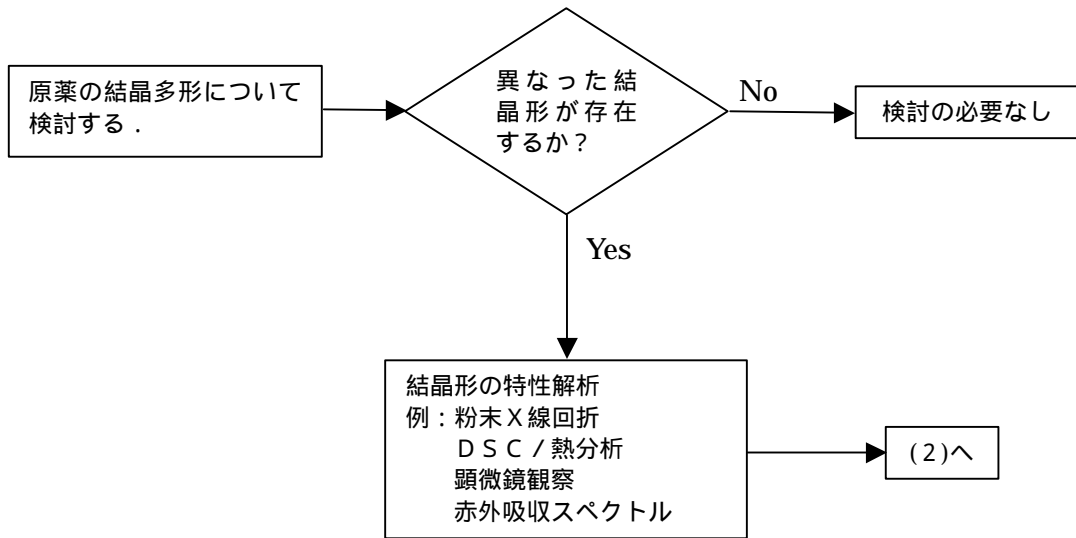 原薬の結晶多形について
検討する．
異なった結
晶形が存在
するか？
No
検討の必要なし
Yes
結晶形の特性解析
例：粉末Ｘ線回折
ＤＳＣ／熱分析
顕微鏡観察
赤外吸収スペクトル
(２)へ